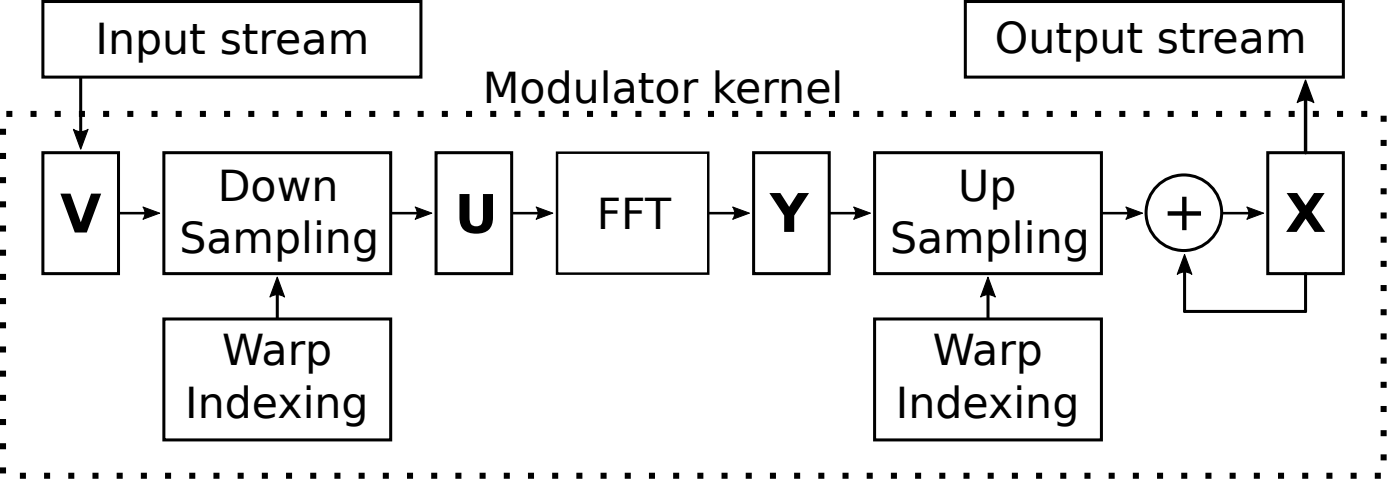 Input stream
Output stream
Modulator kernel
V
Down
Sampling
U
FFT
Y
Up
Sampling
+
X
Warp
Indexing
Warp
Indexing